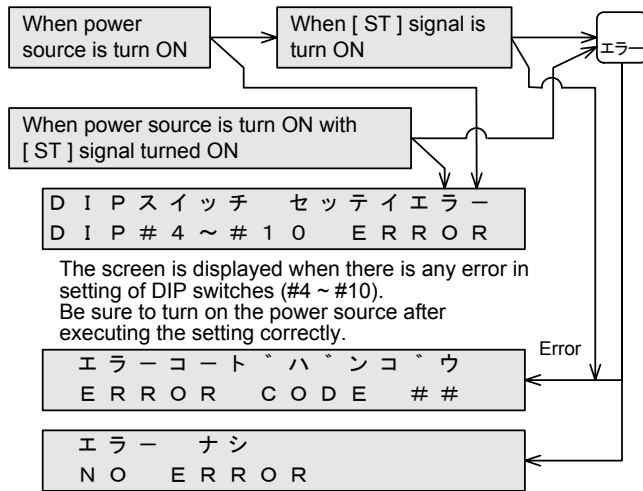 When power
source is turn ON
When [ ST ] signal is
turn ON
エラー
When power source is turn ON with
[ ST ] signal turned ON
DIPスイッチ セッテイエラー
DIP#4～#10 ERROR
The screen is displayed when there is any error in
setting of DIP switches (#4 ~ #10).
Be sure to turn on the power source after
executing the setting correctly.
Error
エラーコート゛ハ゛ンコ゛ウ
ERROR CODE ##
エラー ナシ
NO ERROR